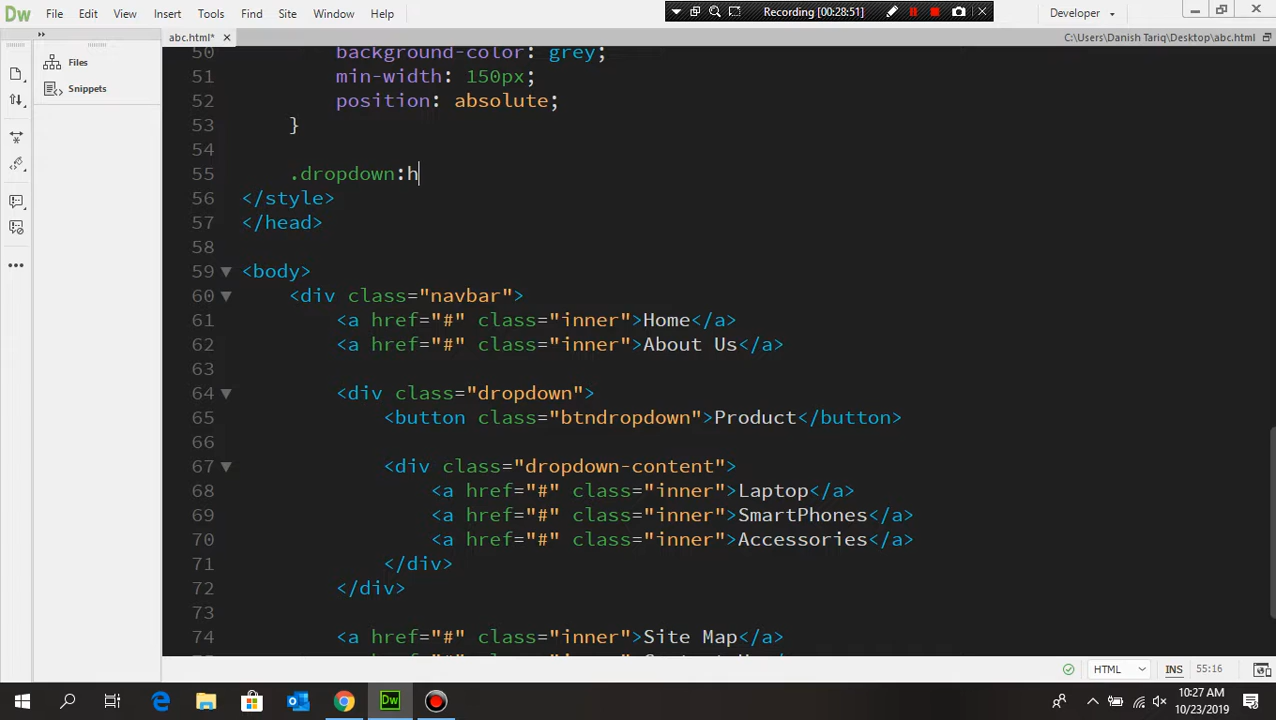 Dw File Edit View Insert Tools Find Site Window Help Recording [00:28:51] Developer
abc.html* × C:\Users\Danish Tariq\Desktop\abc.html
Files
Snippets
50 background-color: grey;
51 min-width: 150px;
52 position: absolute;
53 }
54
55 .dropdown:h
56 </style>
57 </head>
58
59 <body>
60 <div class="navbar">
61 <a href="#" class="inner">Home</a>
62 <a href="#" class="inner">About Us</a>
63
64 <div class="dropdown">
65 <button class="btndropdown">Product</button>
66
67 <div class="dropdown-content">
68 <a href="#" class="inner">Laptop</a>
69 <a href="#" class="inner">SmartPhones</a>
70 <a href="#" class="inner">Accessories</a>
71 </div>
72 </div>
73
74 <a href="#" class="inner">Site Map</a>
HTML INS 55:16
Dw 10:27 AM
10/23/2019